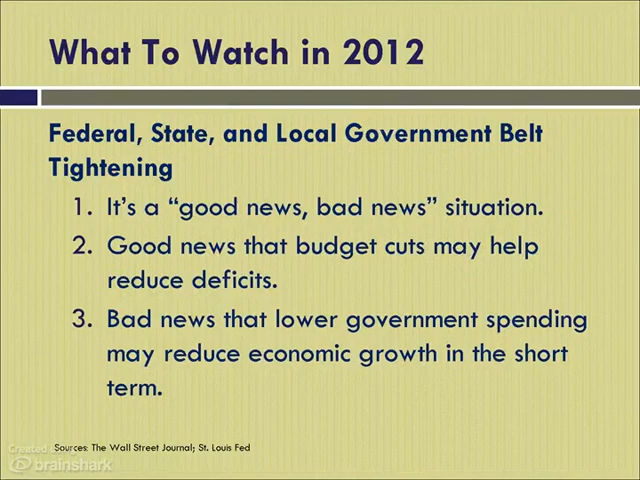 What To Watch in 2012
Federal, State, and Local Government Belt
Tightening
1. It's a “good news, bad news” situation.
2. Good news that budget cuts may help
reduce deficits.
3. Bad news that lower government spending
may reduce economic growth in the short
term.
Sources: The Wall Street Journal; St. Louis Fed
Created
brainshark